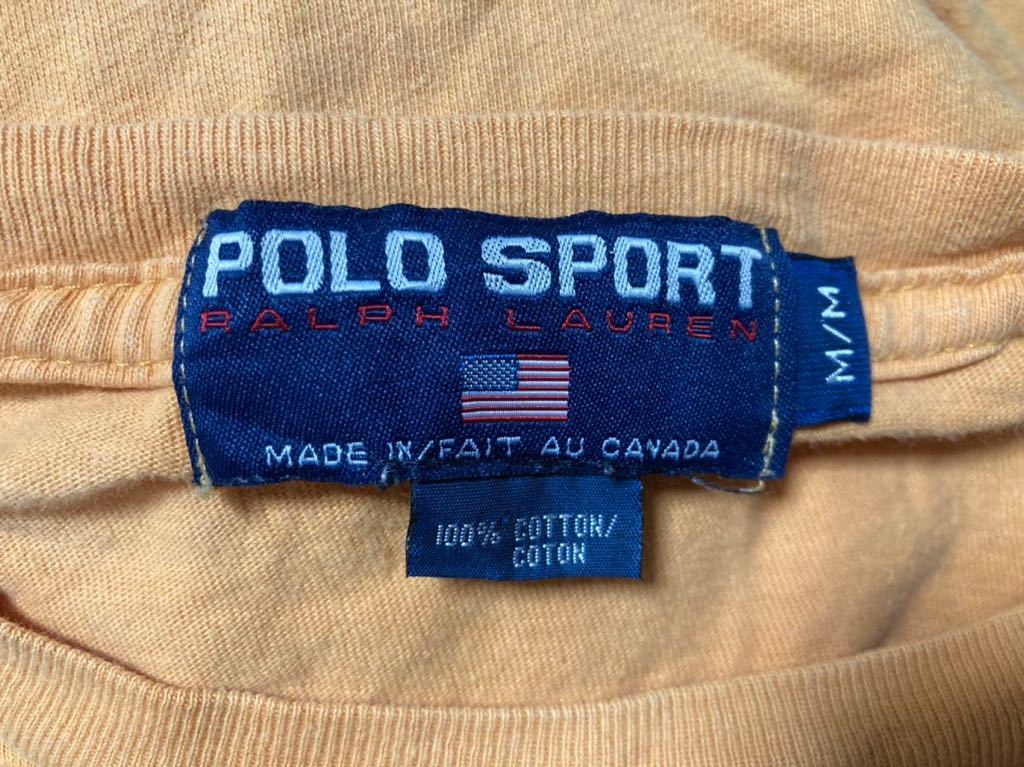 POLO SPORT
RALPH LAUREN
M/M
MADE IN/FAIT AU CANADA
100% COTTON/
COTON